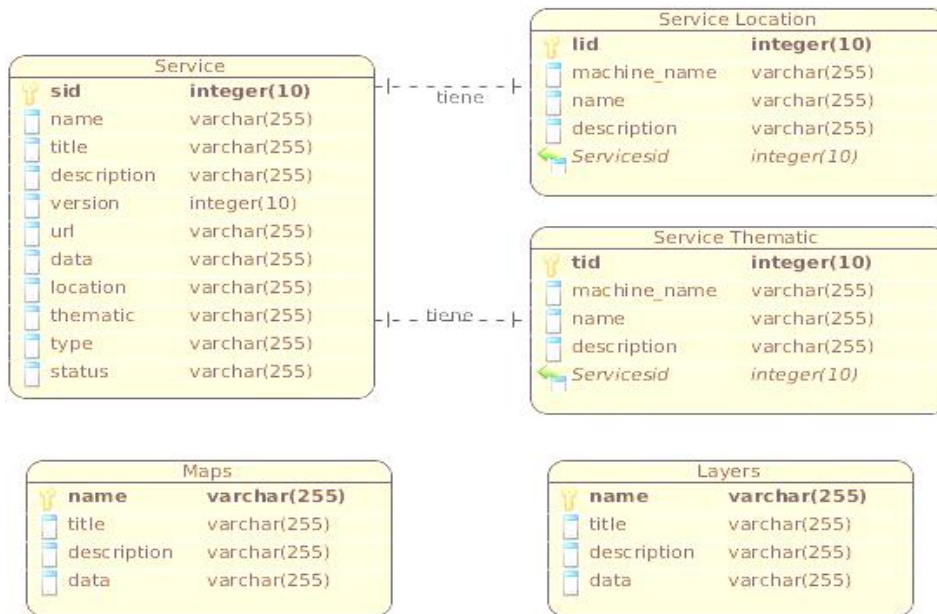 Service
sid integer(10)
name varchar(255)
title varchar(255)
description varchar(255)
version integer(10)
url varchar(255)
data varchar(255)
location varchar(255)
thematic varchar(255)
type varchar(255)
status varchar(255)
tiene
tiene
Service Location
lid integer(10)
machine_name varchar(255)
name varchar(255)
description varchar(255)
Servicesid integer(10)
Service Thematic
tid integer(10)
machine_name varchar(255)
name varchar(255)
description varchar(255)
Servicesid integer(10)
Maps
name varchar(255)
title varchar(255)
description varchar(255)
data varchar(255)
Layers
name varchar(255)
title varchar(255)
description varchar(255)
data varchar(255)